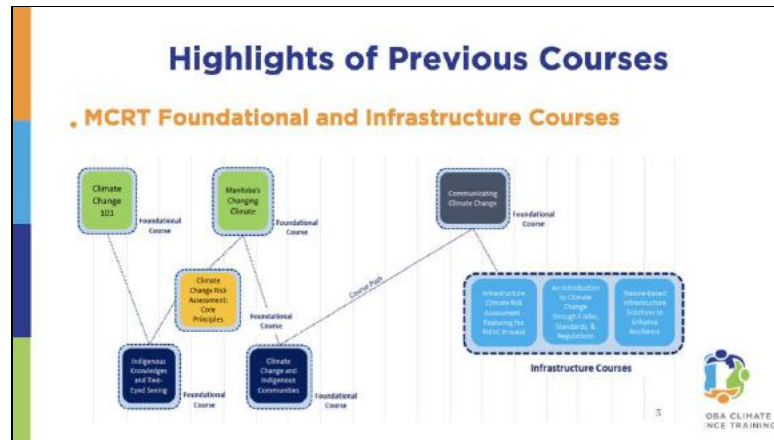 Highlights of Previous Courses
. MCRT Foundational and Infrastructure Courses
Climate
Change
101
Foundational
Course
Manitoba's
Changing
Climate
Foundational
Course
Communicating
Climate Change
Foundational
Course
Climate
Change Risk
Assessment:
Core
Principles
Foundational
Course
Course Path
Indigenous
Knowledges
and Two-
Eyed Seeing
Foundational
Course
Climate
Change and
Indigenous
Communities
Foundational
Course
Infrastructure
Climate Risk
Assessment -
Featuring the
PIEVC Process
An Introduction
to Climate
Change
through Codes,
Standards, &
Regulations
Nature-based
Infrastructure
Solutions to
Enhance
Resilience
Infrastructure Courses
3
OBA CLIMATE
NCE TRAINING